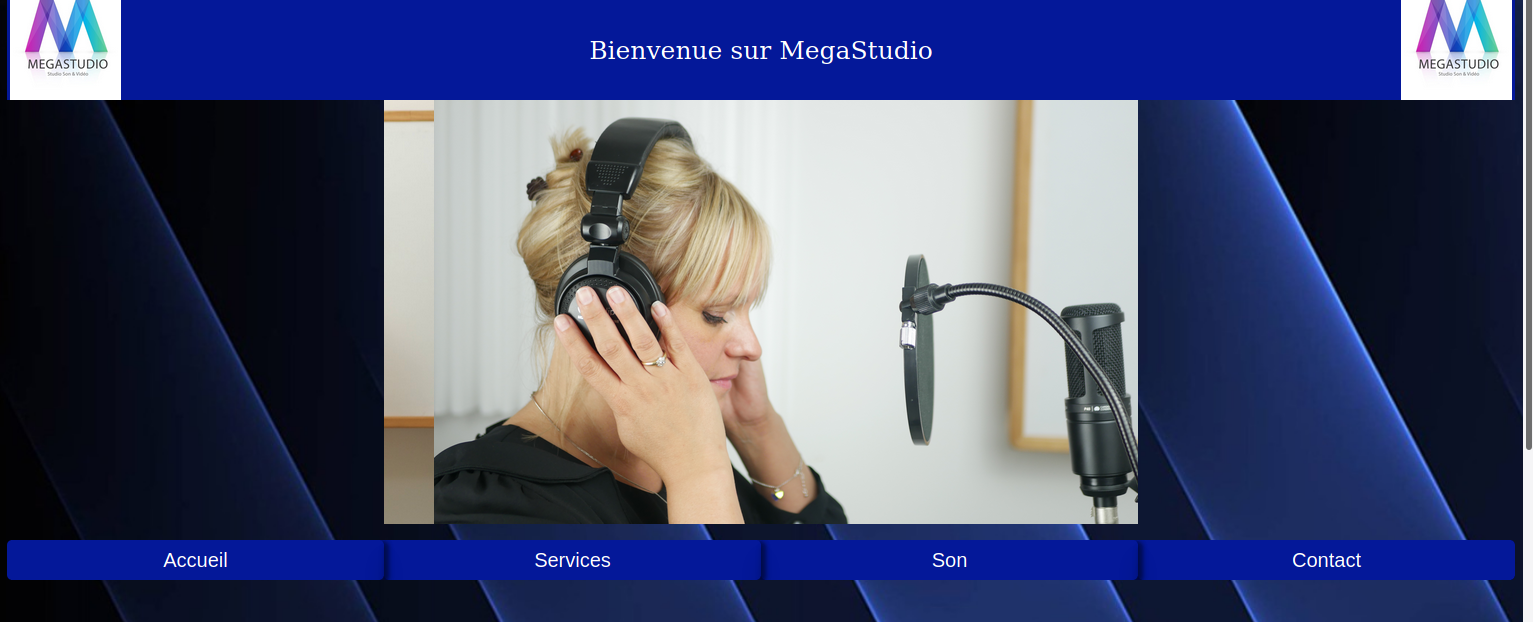 MEGASTUDIO
Studio Son & Vidéo
Bienvenue sur MegaStudio
MEGASTUDIO
Studio Son & Vidéo
Accueil
Services
Son
Contact